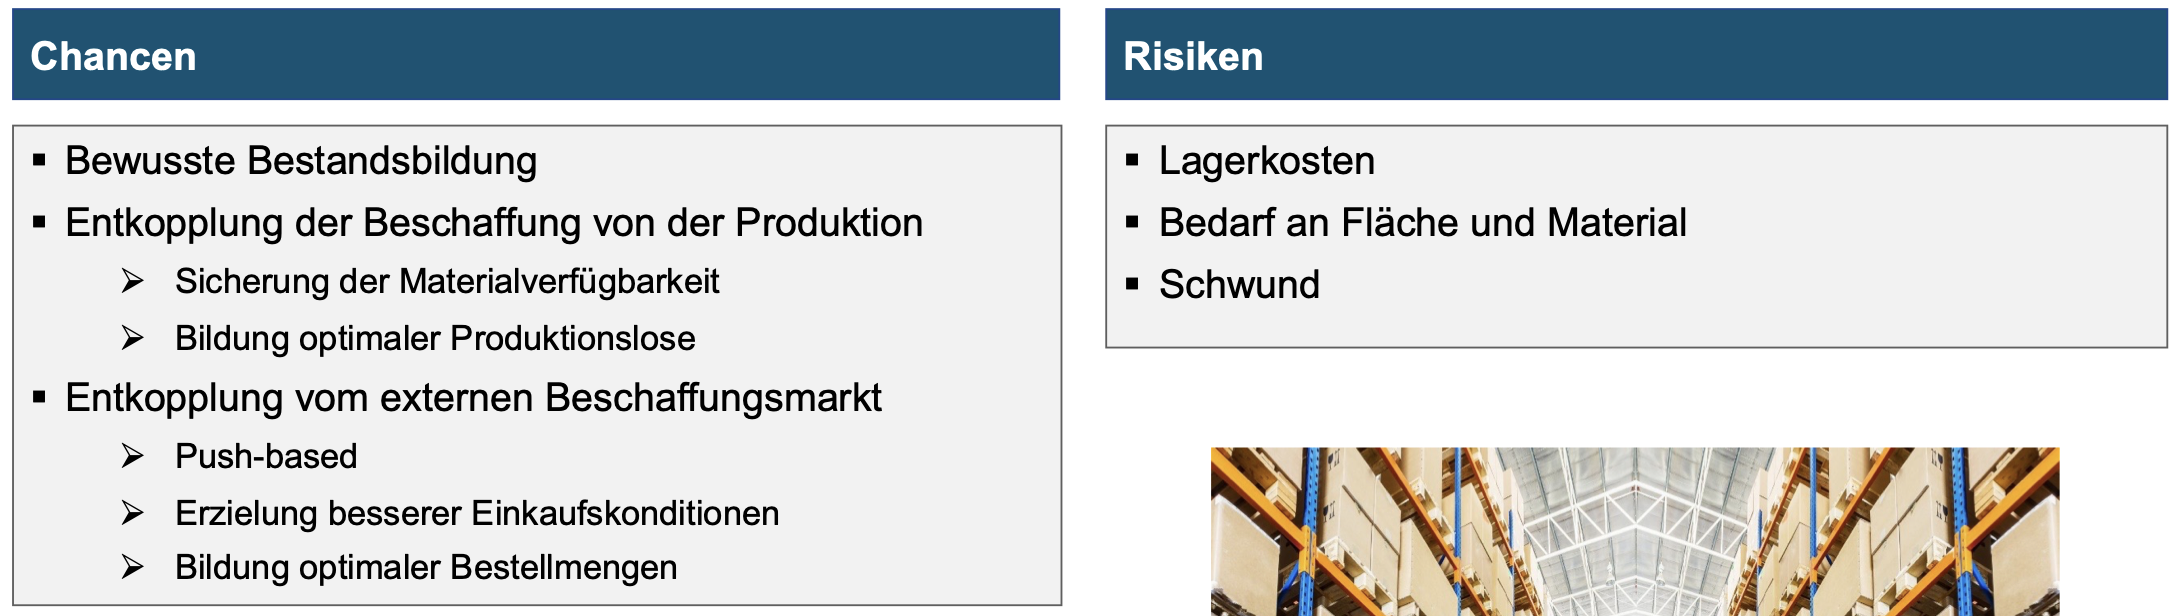 Chancen
Bewusste Bestandsbildung
Entkopplung der Beschaffung von der Produktion
Sicherung der Materialverfügbarkeit
Bildung optimaler Produktionslose
Entkopplung vom externen Beschaffungsmarkt
Push-based
Erzielung besserer Einkaufskonditionen
Bildung optimaler Bestellmengen
Risiken
Lagerkosten
Bedarf an Fläche und Material
Schwund